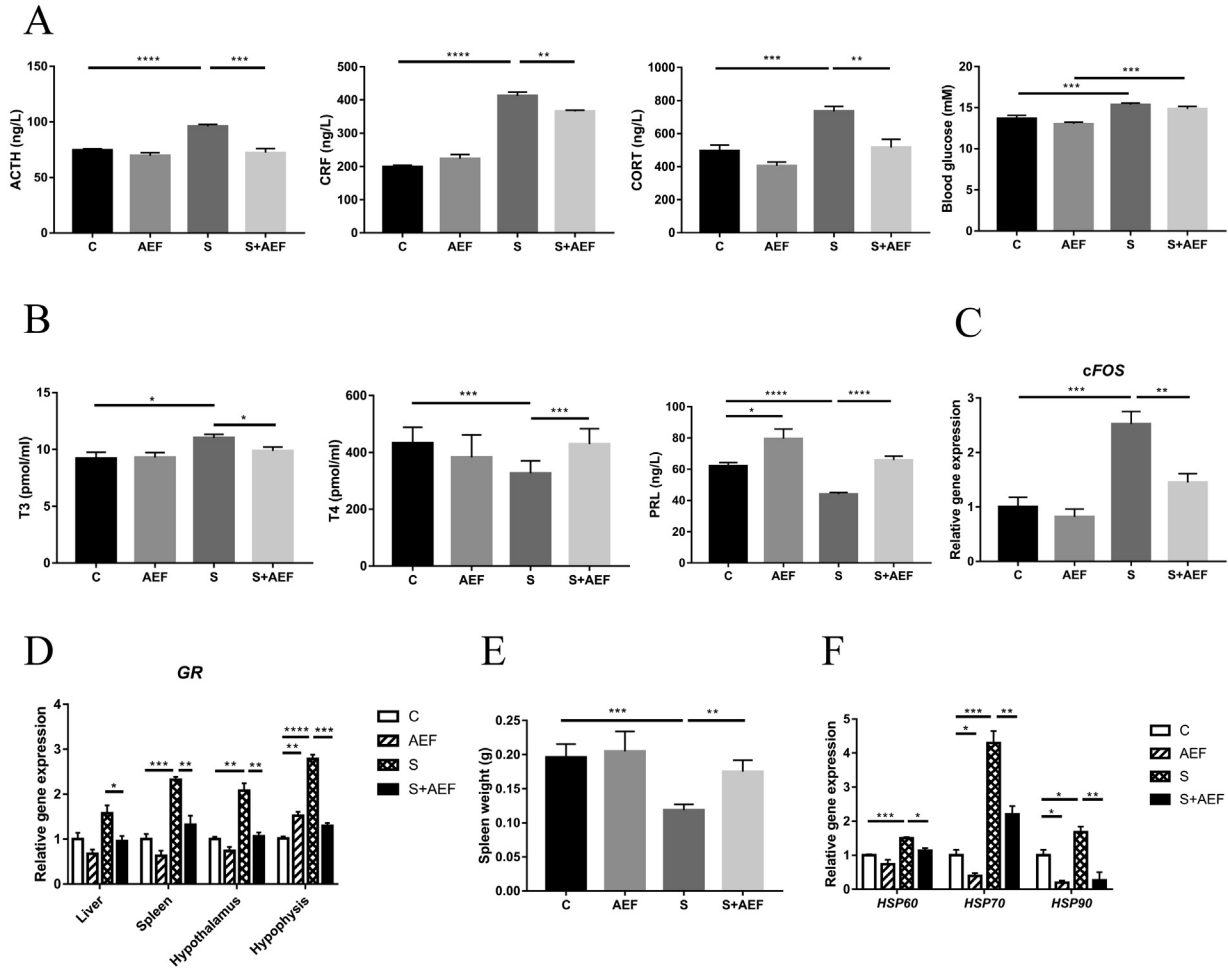 A
ACTH (ng/L)
150
100
50
0
**** ***
C AEF S S+AEF
CRF (ng/L)
500
400
300
200
100
0
**** **
C AEF S S+AEF
CORT (ng/L)
1000
800
600
400
200
0
*** **
C AEF S S+AEF
Blood glucose (mM)
20
15
10
5
0
***
***
C AEF S S+AEF
B
T3 (pmol/ml)
15
10
5
0
*
*
C AEF S S+AEF
T4 (pmol/ml)
600
400
200
0
***
***
C AEF S S+AEF
PRL (ng/L)
100
80
60
40
20
0
**** ****
*
C AEF S S+AEF
C
cFOS
Relative gene expression
3
2
1
0
*** **
C AEF S S+AEF
D
GR
Relative gene expression
4
3
2
1
0
*
*** **
** **
**** ***
**
Liver
Spleen
Hypothalamus
Hypophysis
C
AEF
S
S+AEF
E
Spleen weight (g)
0.25
0.20
0.15
0.10
0.05
0.00
*** **
C AEF S S+AEF
F
Relative gene expression
5
4
3
2
1
0
*** *
*** **
*
* **
*
HSP60 HSP70 HSP90
C
AEF
S
S+AEF